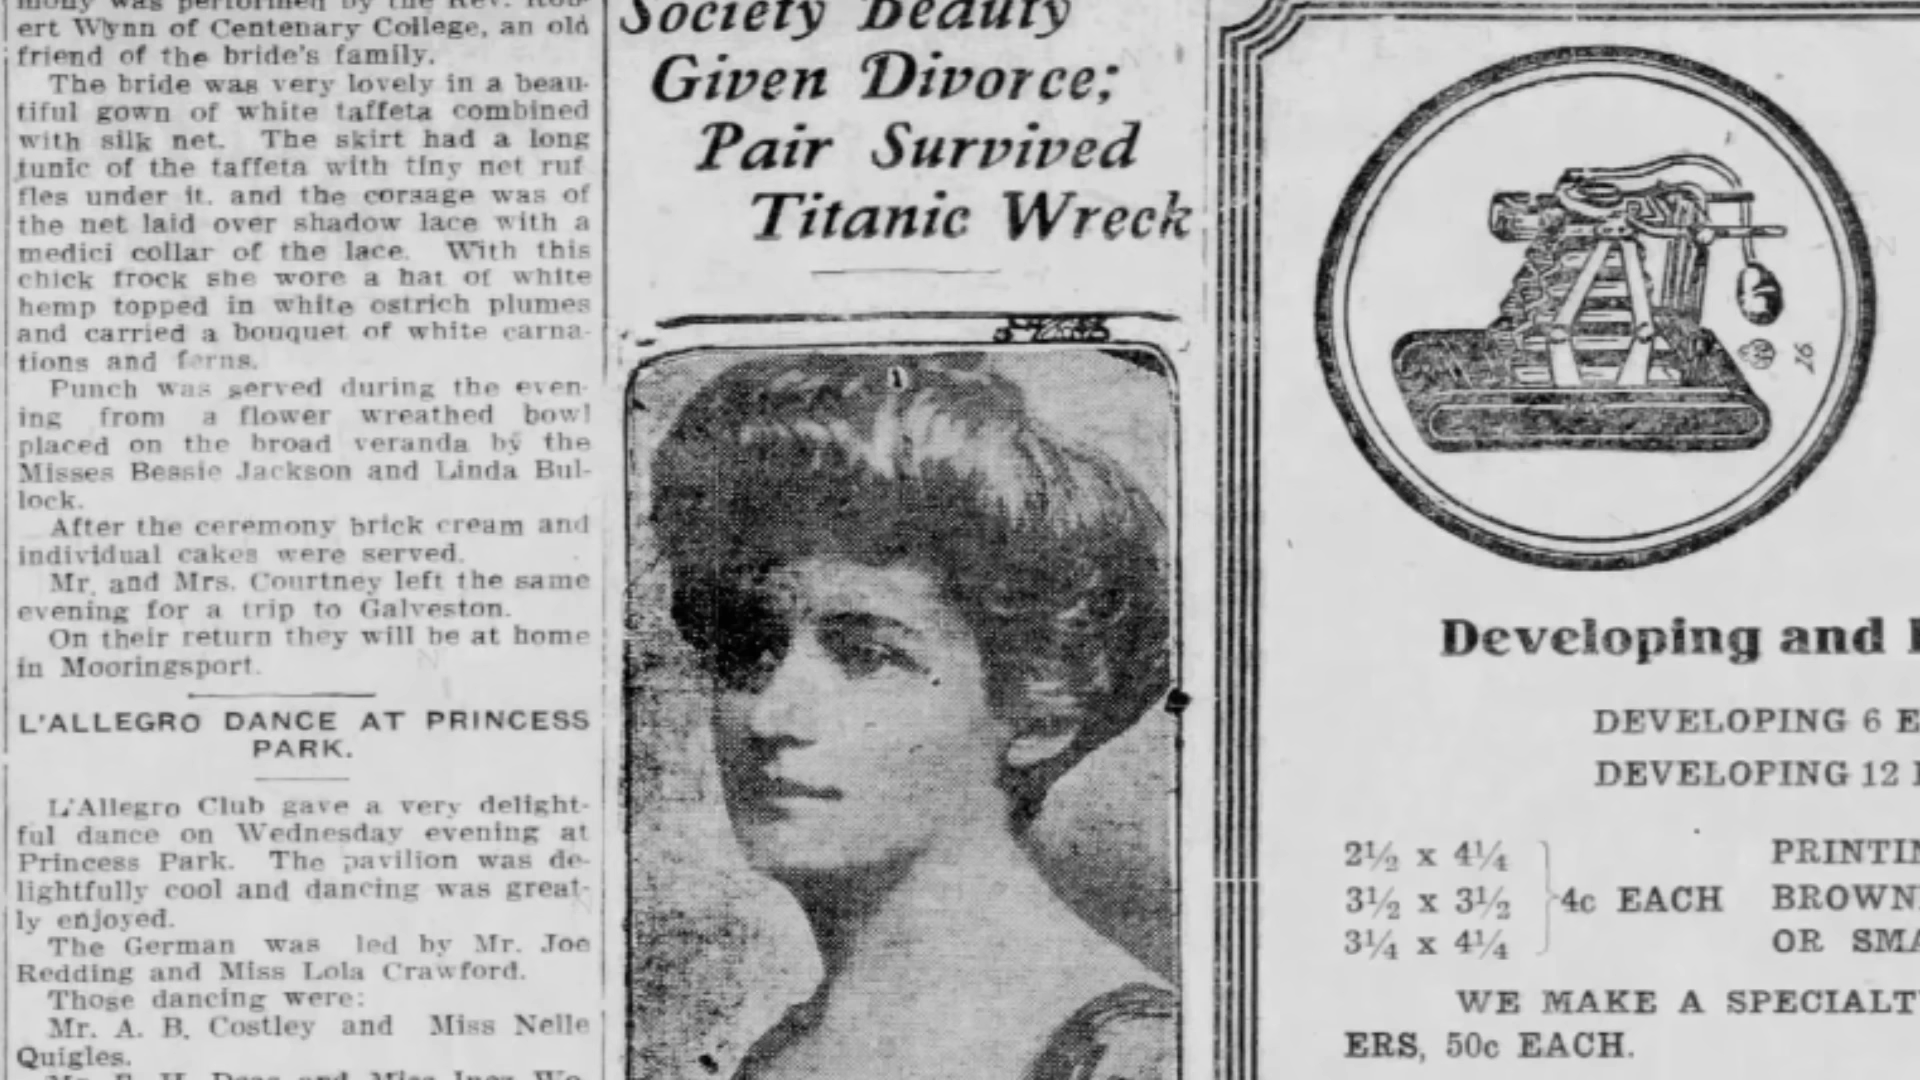 ert Wynn of Centenary College, an old
friend of the bride's family.
The bride was very lovely in a beau-
tiful gown of white taffeta combined
with silk net. The skirt had a long
tunic of the taffeta with tiny net ruf
fles under it. and the corsage was of
the net laid over shadow lace with a
medici collar of the lace. With this
chick frock she wore a hat of white
hemp topped in white ostrich plumes
and carried a bouquet of white carna-
tions and ferns.
Punch was served during the even-
ing from a flower wreathed bowl
placed on the broad veranda by the
Misses Bessie Jackson and Linda Bul-
lock.
After the ceremony brick cream and
individual cakes were served.
Mr. and Mrs. Courtney left the same
evening for a trip to Galveston.
On their return they will be at home
in Mooringsport.
L'ALLEGRO DANCE AT PRINCESS
PARK.
L'Allegro Club gave a very delight-
ful dance on Wednesday evening at
Princess Park. The pavilion was de-
lightfully cool and dancing was great-
ly enjoyed.
The German was led by Mr. Joe
Redding and Miss Lola Crawford.
Those dancing were:
Mr. A. B. Costley and Miss Nelle
Quigles.
Society Beauty
Given Divorce;
Pair Survived
Titanic Wreck
Developing and
DEVELOPING 6 E
DEVELOPING 12
2½ x 4¼
3½ x 3½
3¼ x 4¼
4c EACH
PRINTIN
BROWN
OR SMA
WE MAKE A SPECIALT
ERS, 50c EACH.